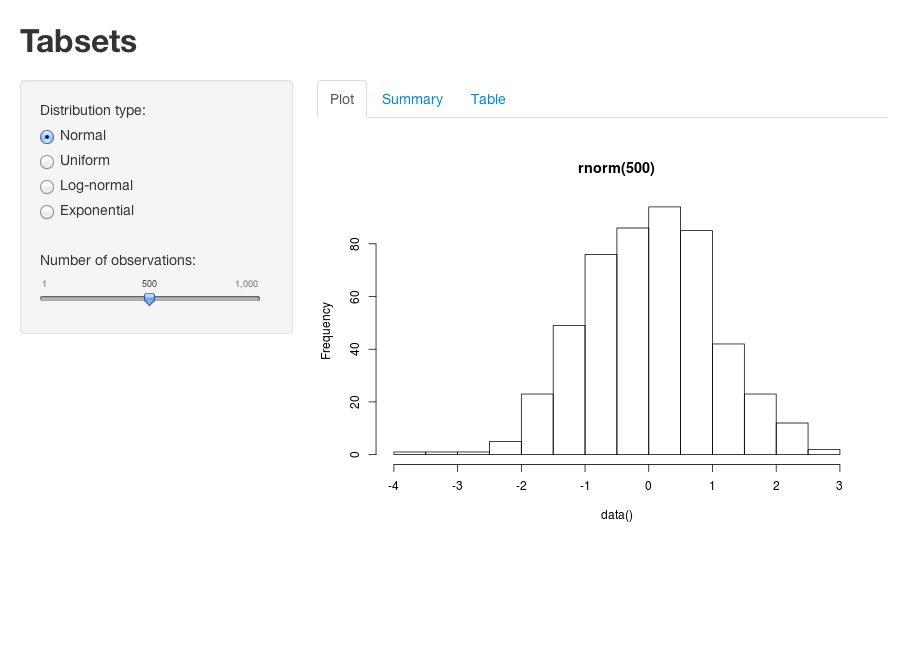 Tabsets
Distribution type:
Normal
Uniform
Log-normal
Exponential
Number of observations:
1 500 1,000
Plot Summary Table
rnorm(500)
Frequency
80
60
40
20
0
-4 -3 -2 -1 0 1 2 3
data()